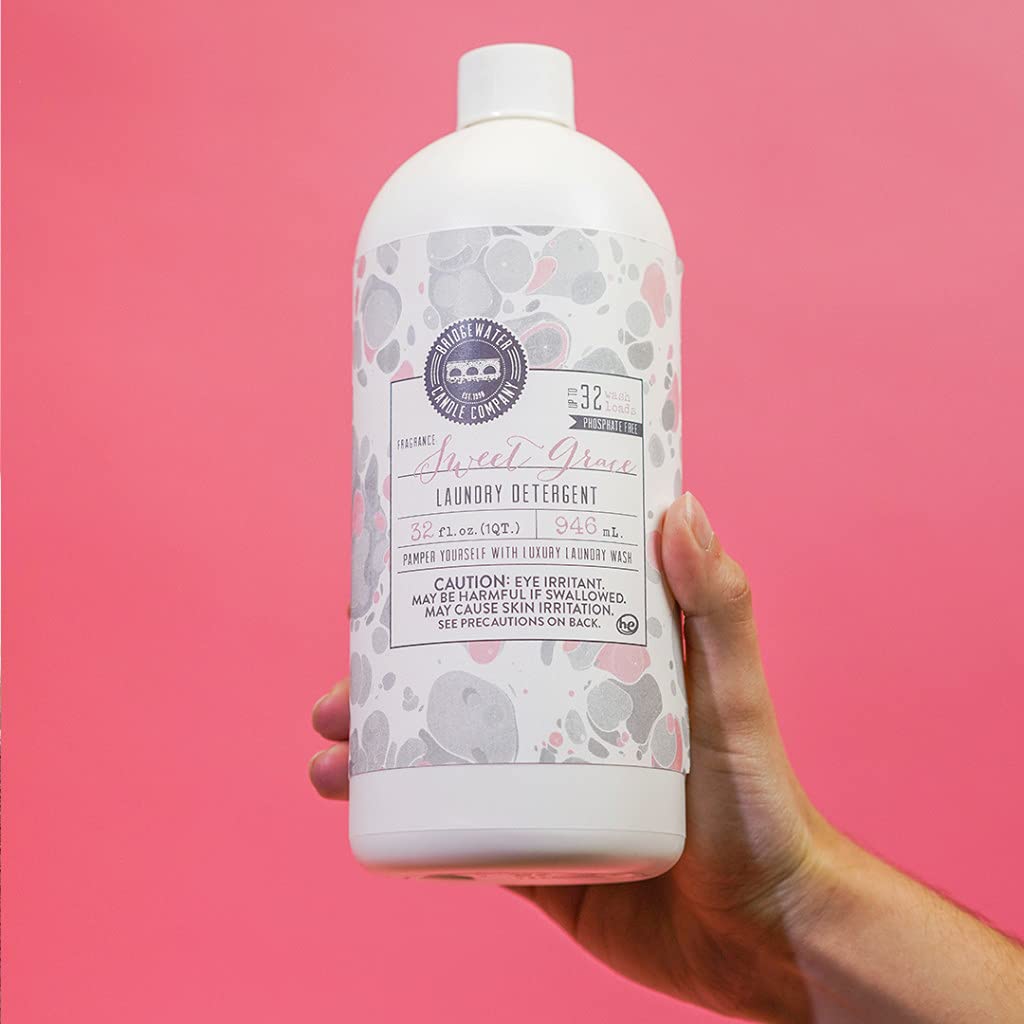 BRIDGEWATER
EST. 1998
CANDLE COMPANY
UP TO 32 wash loads
PHOSPHATE FREE
FRAGRANCE
Sweet Grace
LAUNDRY DETERGENT
32 fl.oz.(1QT.) 946 mL.
PAMPER YOURSELF WITH LUXURY LAUNDRY WASH
CAUTION: EYE IRRITANT.
MAY BE HARMFUL IF SWALLOWED.
MAY CAUSE SKIN IRRITATION.
SEE PRECAUTIONS ON BACK.
he